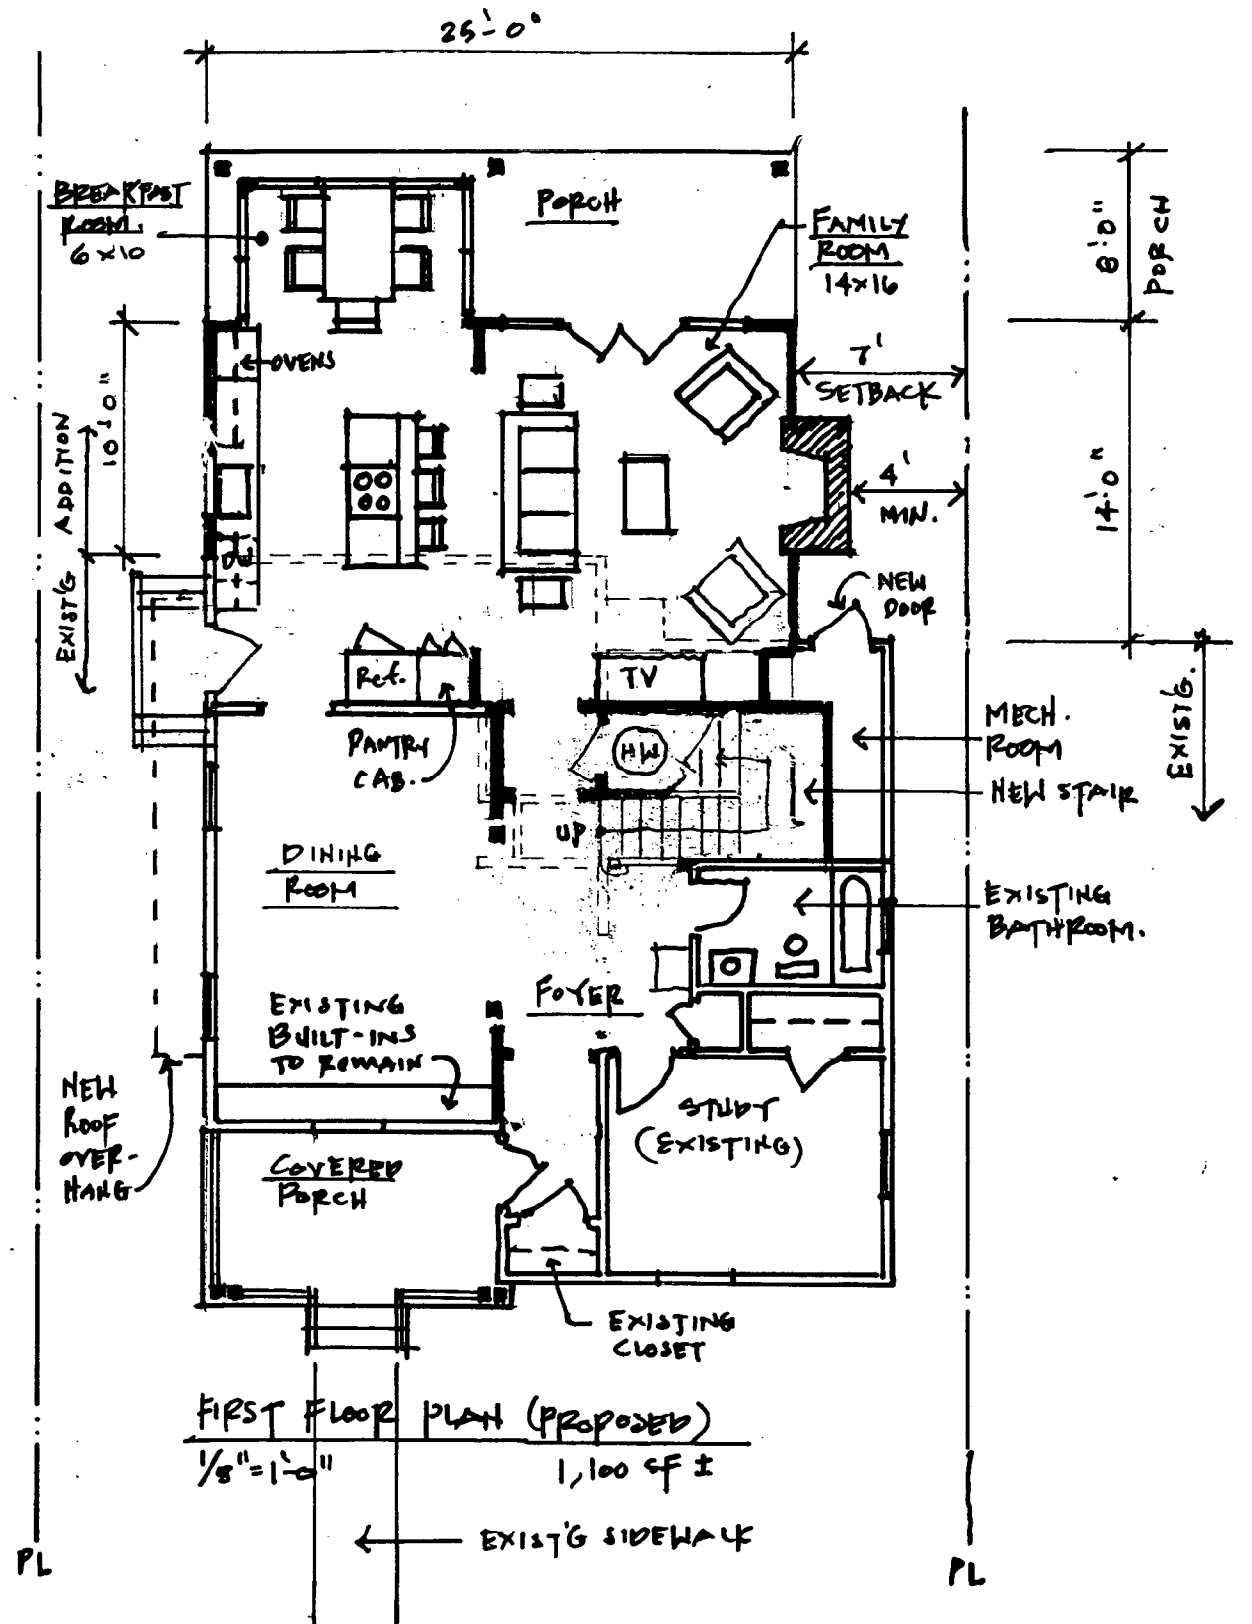 25'-0"
BREAKFAST
ROOM
6 x 10
PORCH
FAMILY
ROOM
14x16
8'0"
PORCH
OVENS
7'
SETBACK
10'0"
ADDITION
EXIST'G
4'
MIN.
14'0"
DW
NEW
DOOR
Ref.
TV
EXIST'G.
PANTRY
CAB.
HW
MECH.
ROOM
NEW STAIR
UP
DINING
ROOM
EXISTING
BATHROOM.
FOYER
EXISTING
BUILT-INS
TO REMAIN
NEW
ROOF
OVER-
HANG
STUDY
(EXISTING)
COVERED
PORCH
EXISTING
CLOSET
FIRST FLOOR PLAN (PROPOSED)
1/8"=1'-0"
1,100 SF ±
EXIST'G SIDEWALK
PL
PL